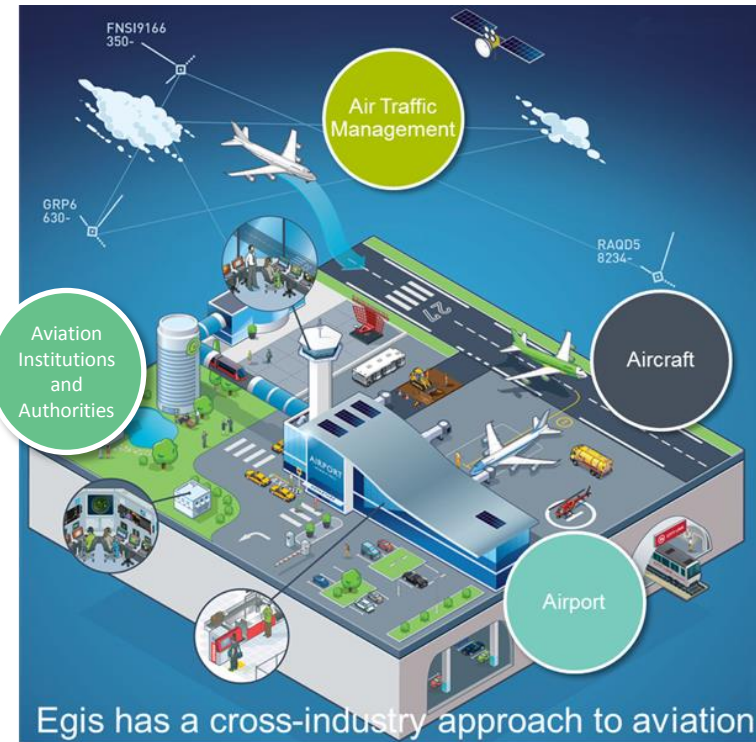 FNSI9166
350-
Air Traffic
Management
GRP6
630-
RAQD5
8234-
27
Aviation
Institutions
and
Authorities
Aircraft
AIRPORT
Airport
Egis has a cross-industry approach to aviation